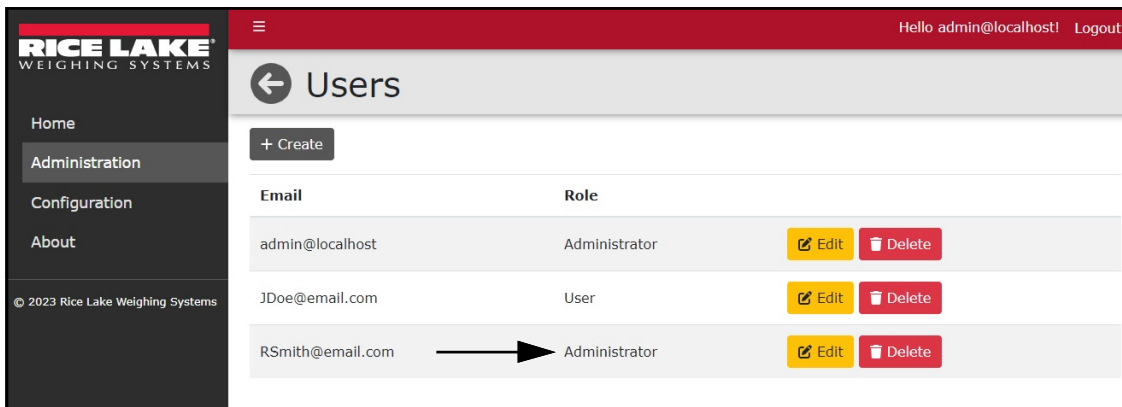 RICE LAKE®
WEIGHING SYSTEMS
Home
Administration
Configuration
About
© 2023 Rice Lake Weighing Systems
Hello admin@localhost! Logout
Users
+ Create
Email Role
admin@localhost Administrator Edit Delete
JDoe@email.com User Edit Delete
RSmith@email.com Administrator Edit Delete